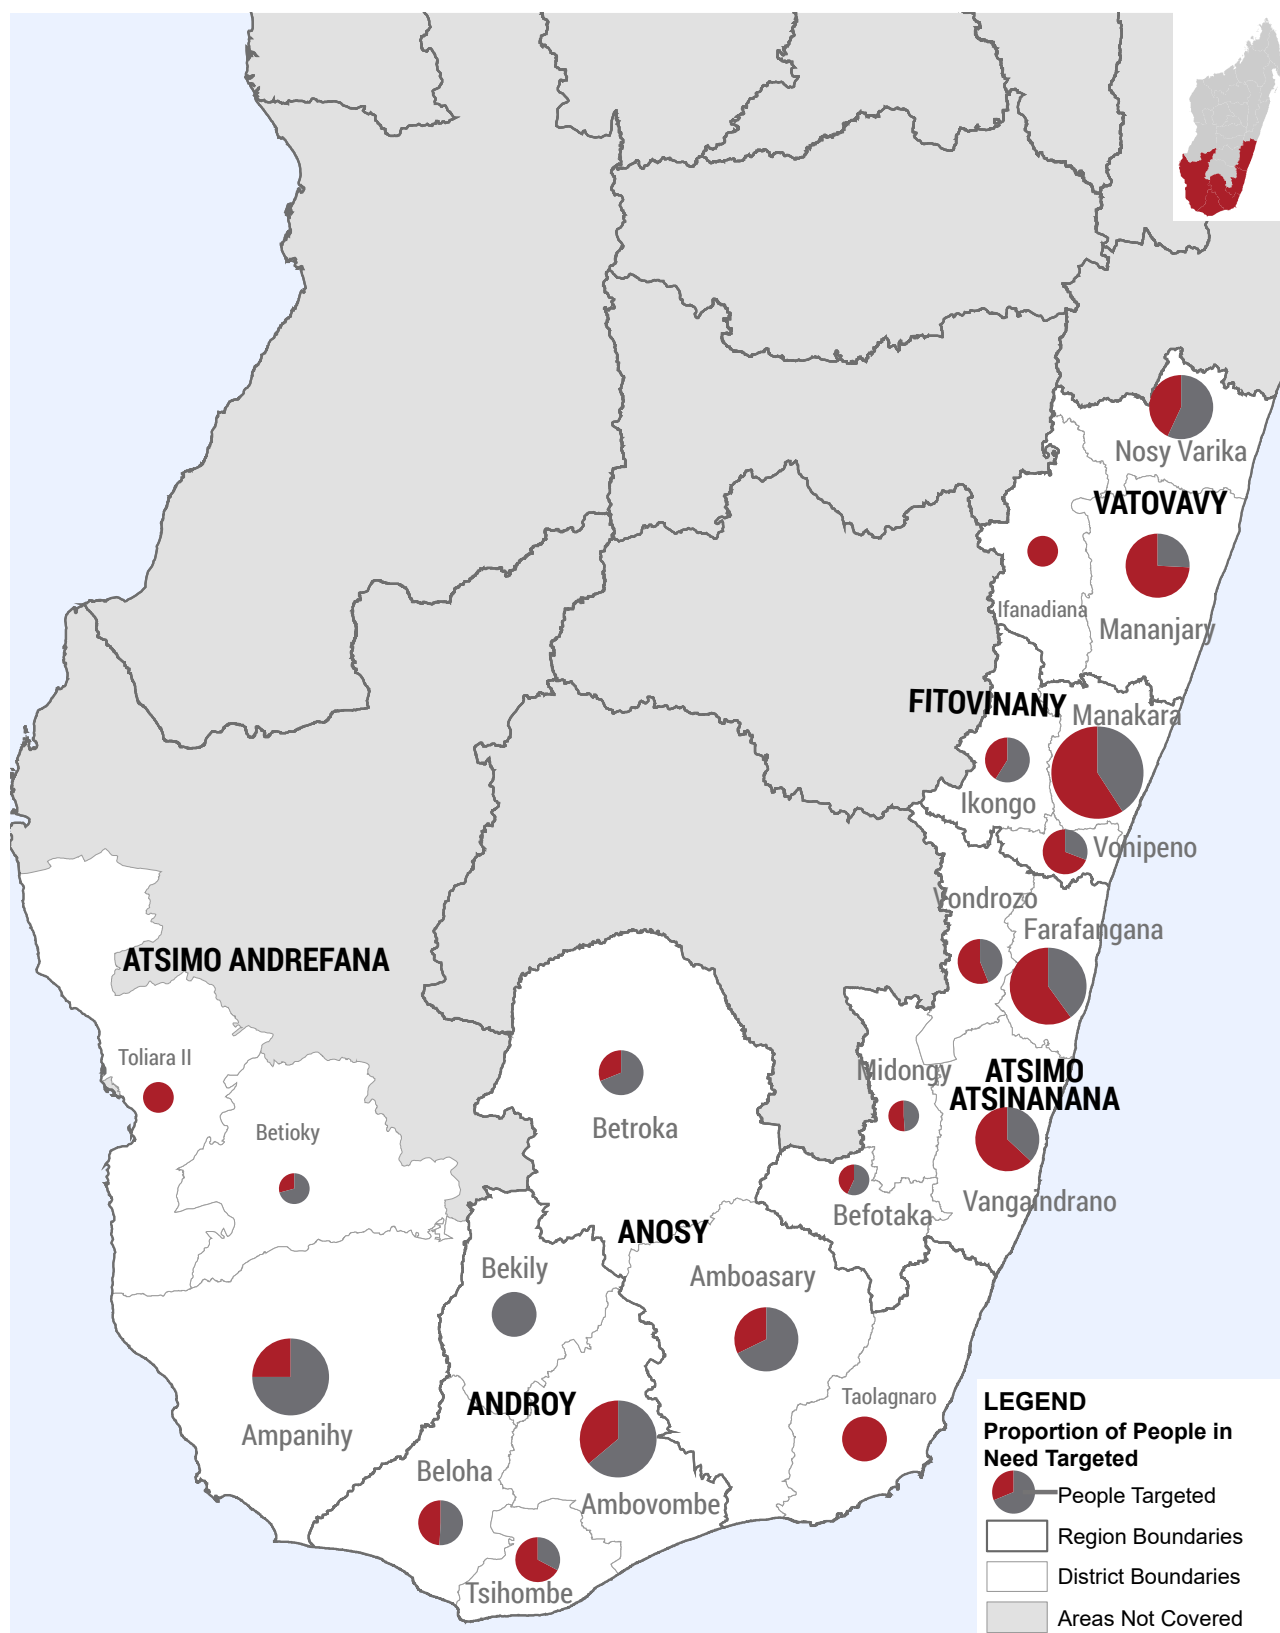 Nosy Varika
VATOVAVY
Ifanadiana
Mananjary
FITOVINANY
Manakara
Ikongo
Vohipeno
Vondrozo
Farafangana
ATSIMO ANDREFANA
Toliara II
Midongy
ATSIMO
ATSINANANA
Betioky
Betroka
Befotaka
Vangaindrano
ANOSY
Bekily
Amboasary
Ampanihy
ANDROY
Taolagnaro
Beloha
Ambovombe
Tsihombe
LEGEND
Proportion of People in
Need Targeted
People Targeted
Region Boundaries
District Boundaries
Areas Not Covered